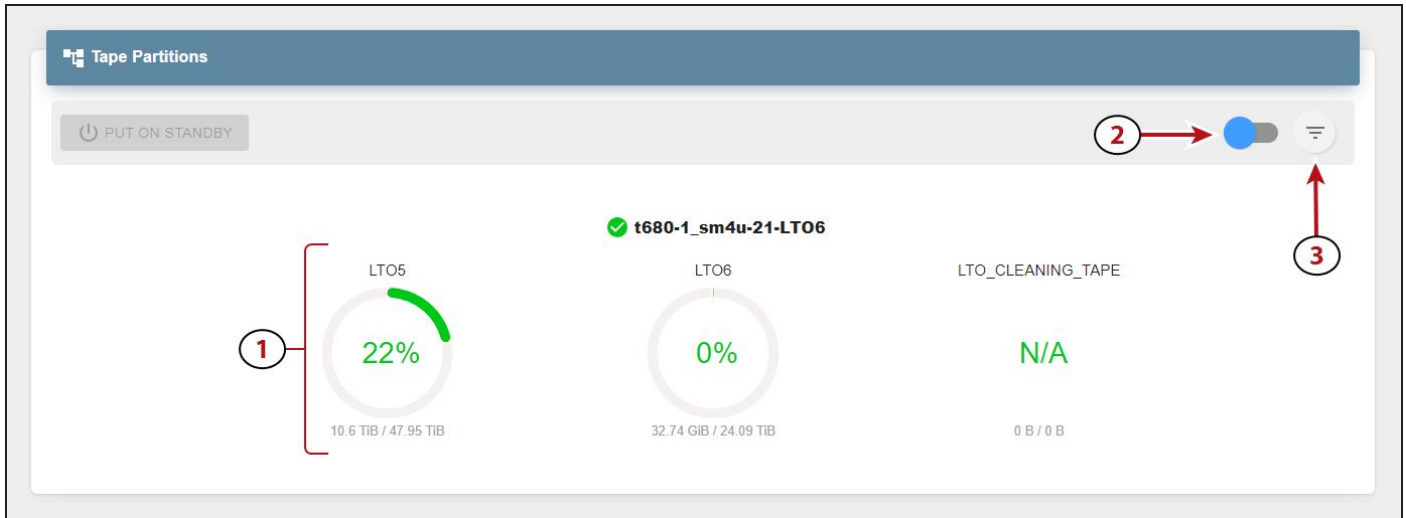 Tape Partitions
PUT ON STANDBY
2
3
t680-1_sm4u-21-LTO6
LTO5
LTO6
LTO_CLEANING_TAPE
1
22%
0%
N/A
10.6 TiB / 47.95 TiB
32.74 GiB / 24.09 TiB
0 B / 0 B